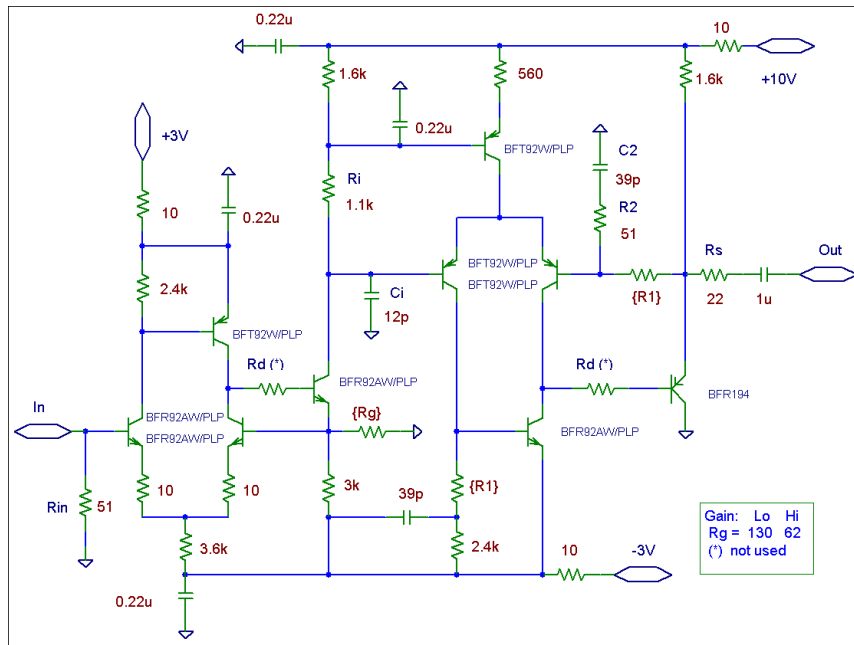 0.22u
10
+10V
1.6k
560
1.6k
+3V
0.22u
BFT92W/PLP
C2
39p
Ri
1.1k
R2
51
10
0.22u
Rs
Out
BFT92W/PLP
BFT92W/PLP
{R1}
22
1u
2.4k
Ci
12p
BFT92W/PLP
Rd (*)
BFR92AW/PLP
Rd (*)
BFR194
In
BFR92AW/PLP
BFR92AW/PLP
{Rg}
BFR92AW/PLP
Rin
51
10
10
3k
39p
{R1}
3.6k
2.4k
10
-3V
0.22u
Gain: Lo Hi
Rg = 130 62
(*) not used